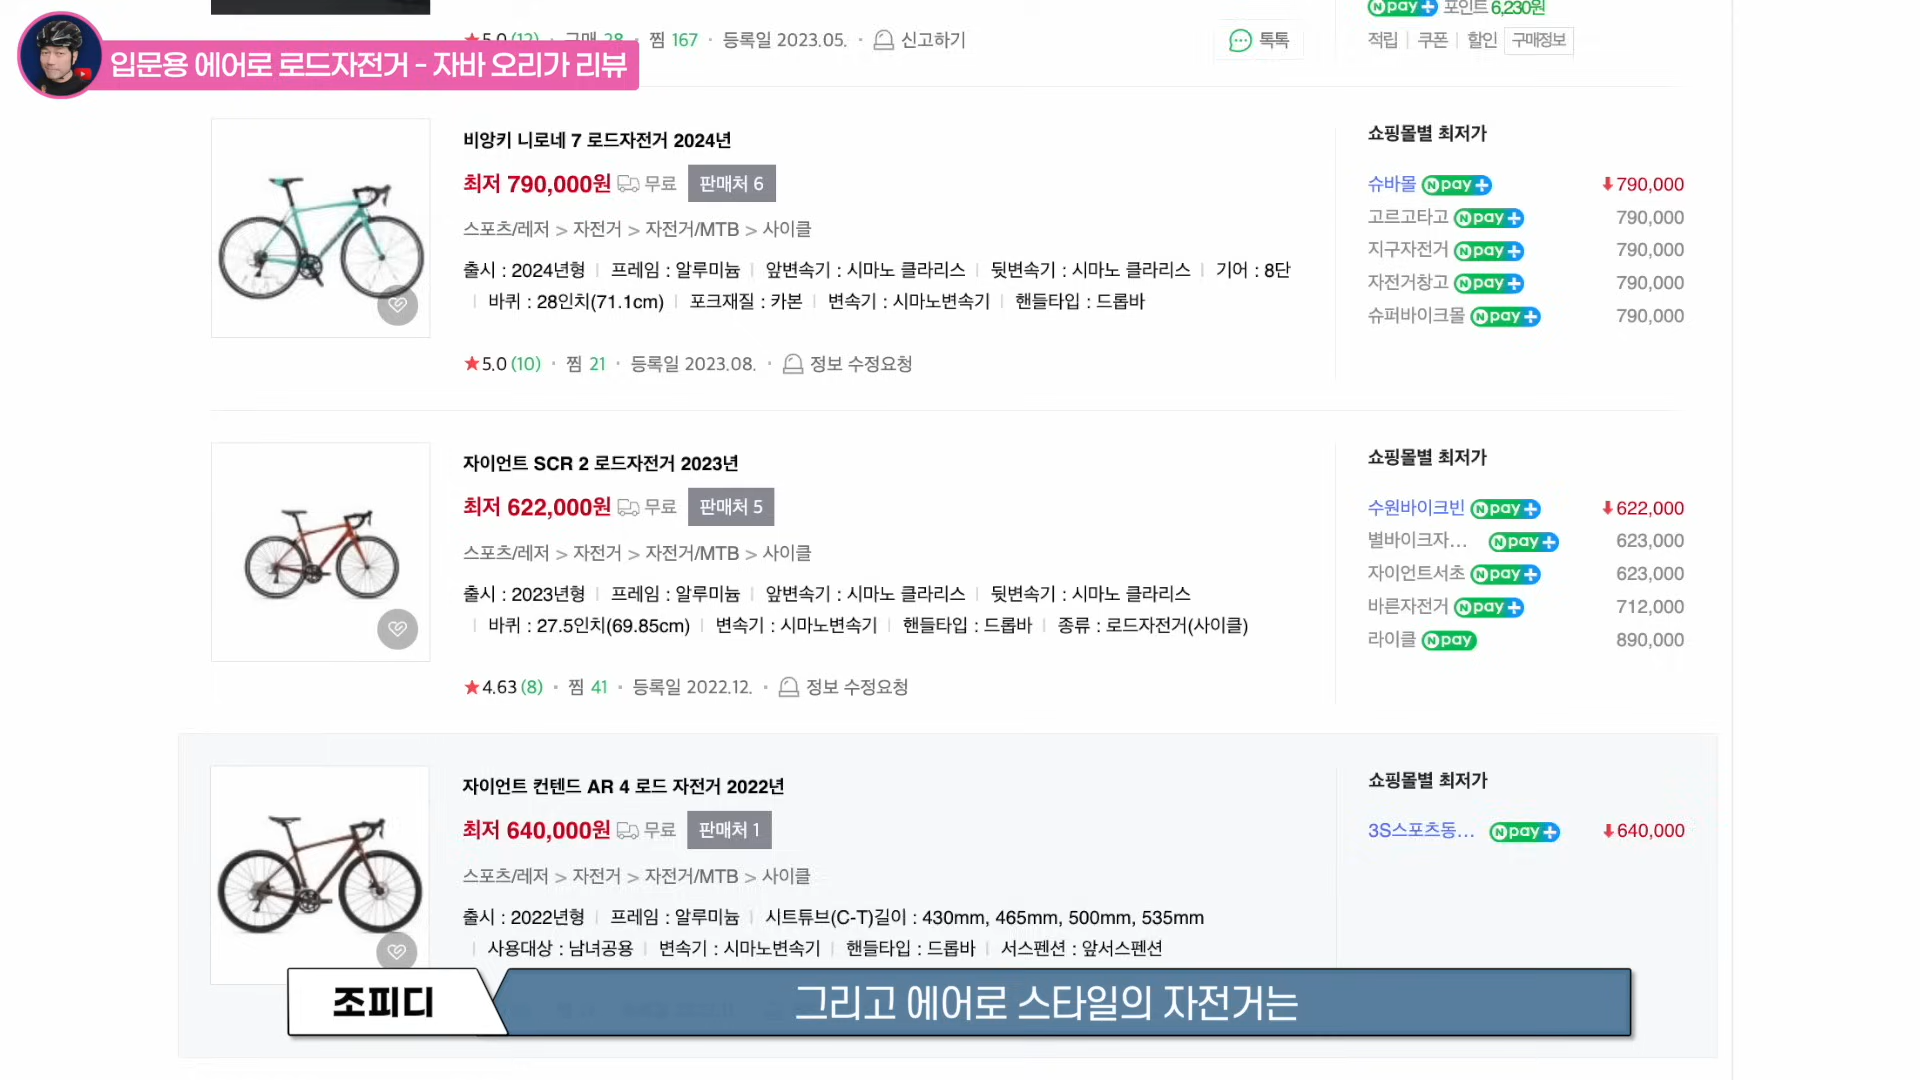 ★5.0 (12) · 구매 28 · 찜 167 · 등록일 2023.05. · 신고하기
톡톡
N pay+ 포인트 6,230원
적립 | 쿠폰 | 할인 구매정보
입문용 에어로 로드자전거 - 자바 오리가 리뷰
비앙키 니로네 7 로드자전거 2024년
최저 790,000원 무료 판매처 6
스포츠/레저 > 자전거 > 자전거/MTB > 사이클
출시 : 2024년형 | 프레임 : 알루미늄 | 앞변속기 : 시마노 클라리스 | 뒷변속기 : 시마노 클라리스 | 기어 : 8단
| 바퀴 : 28인치(71.1cm) | 포크재질 : 카본 | 변속기 : 시마노변속기 | 핸들타입 : 드롭바
★5.0 (10) · 찜 21 · 등록일 2023.08. · 정보 수정요청
쇼핑몰별 최저가
슈바몰 N pay+ 790,000
고르고타고 N pay+ 790,000
지구자전거 N pay+ 790,000
자전거창고 N pay+ 790,000
슈퍼바이크몰 N pay+ 790,000
자이언트 SCR 2 로드자전거 2023년
최저 622,000원 무료 판매처 5
스포츠/레저 > 자전거 > 자전거/MTB > 사이클
출시 : 2023년형 | 프레임 : 알루미늄 | 앞변속기 : 시마노 클라리스 | 뒷변속기 : 시마노 클라리스
| 바퀴 : 27.5인치(69.85cm) | 변속기 : 시마노변속기 | 핸들타입 : 드롭바 | 종류 : 로드자전거(사이클)
★4.63 (8) · 찜 41 · 등록일 2022.12. · 정보 수정요청
쇼핑몰별 최저가
수원바이크빈 N pay+ 622,000
별바이크자... N pay+ 623,000
자이언트서초 N pay+ 623,000
바른자전거 N pay+ 712,000
라이클 N pay 890,000
자이언트 컨텐드 AR 4 로드 자전거 2022년
최저 640,000원 무료 판매처 1
스포츠/레저 > 자전거 > 자전거/MTB > 사이클
출시 : 2022년형 | 프레임 : 알루미늄 | 시트튜브(C-T)길이 : 430mm, 465mm, 500mm, 535mm
| 사용대상 : 남녀공용 | 변속기 : 시마노변속기 | 핸들타입 : 드롭바 | 서스펜션 : 앞서스펜션
쇼핑몰별 최저가
3S스포츠동... N pay+ 640,000
조피디
그리고 에어로 스타일의 자전거는